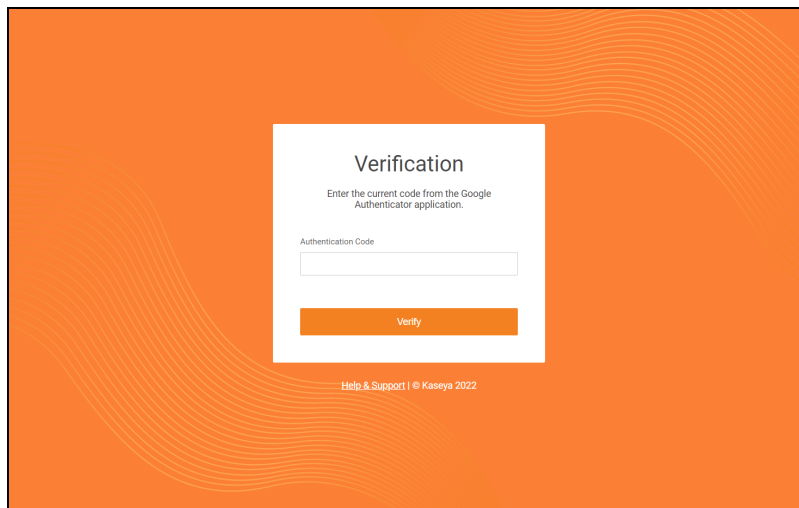 Verification
Enter the current code from the Google
Authenticator application.
Authentication Code
Verify
Help & Support | © Kaseya 2022